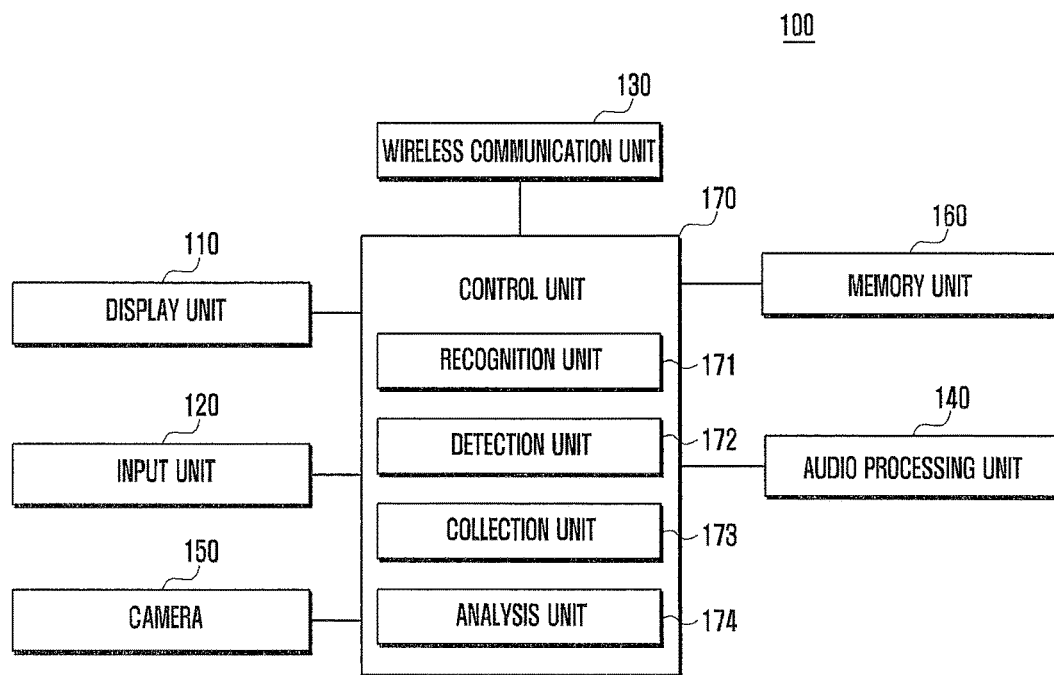 100
130
WIRELESS COMMUNICATION UNIT
170
110
160
DISPLAY UNIT
CONTROL UNIT
MEMORY UNIT
RECOGNITION UNIT
171
120
140
INPUT UNIT
DETECTION UNIT
172
AUDIO PROCESSING UNIT
COLLECTION UNIT
173
150
CAMERA
ANALYSIS UNIT
174